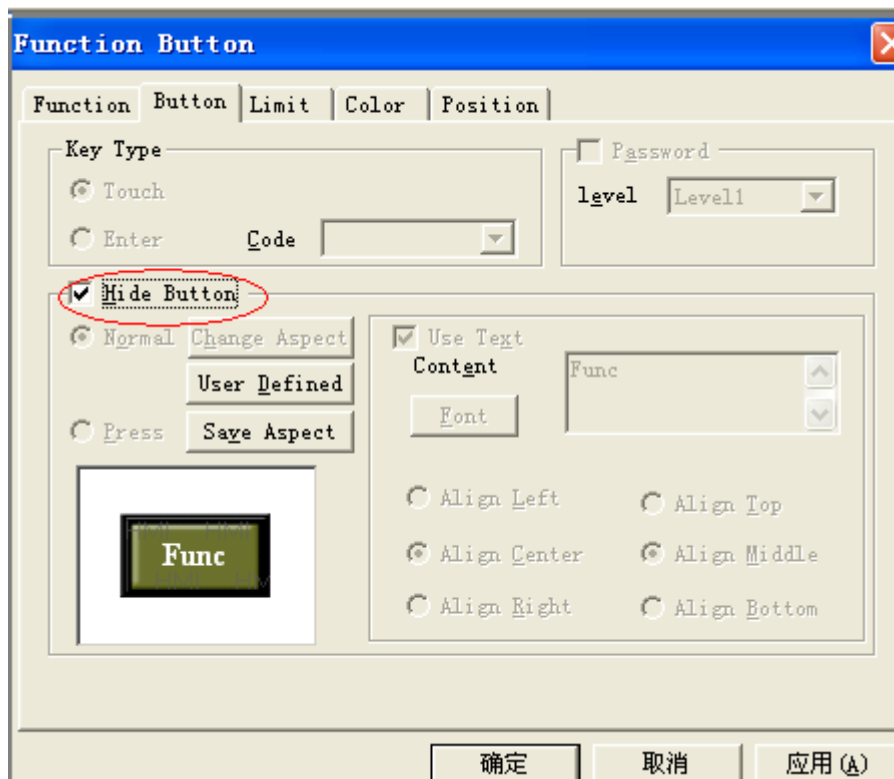 Function Button
Function Button Limit Color Position
Key Type
Password
Touch
level Level1
Enter Code
Hide Button
Normal Change Aspect
Use Text
Content Func
User Defined
Font
Press Save Aspect
Align Left Align Top
Func
Align Center Align Middle
Align Right Align Bottom
确定 取消 应用(A)